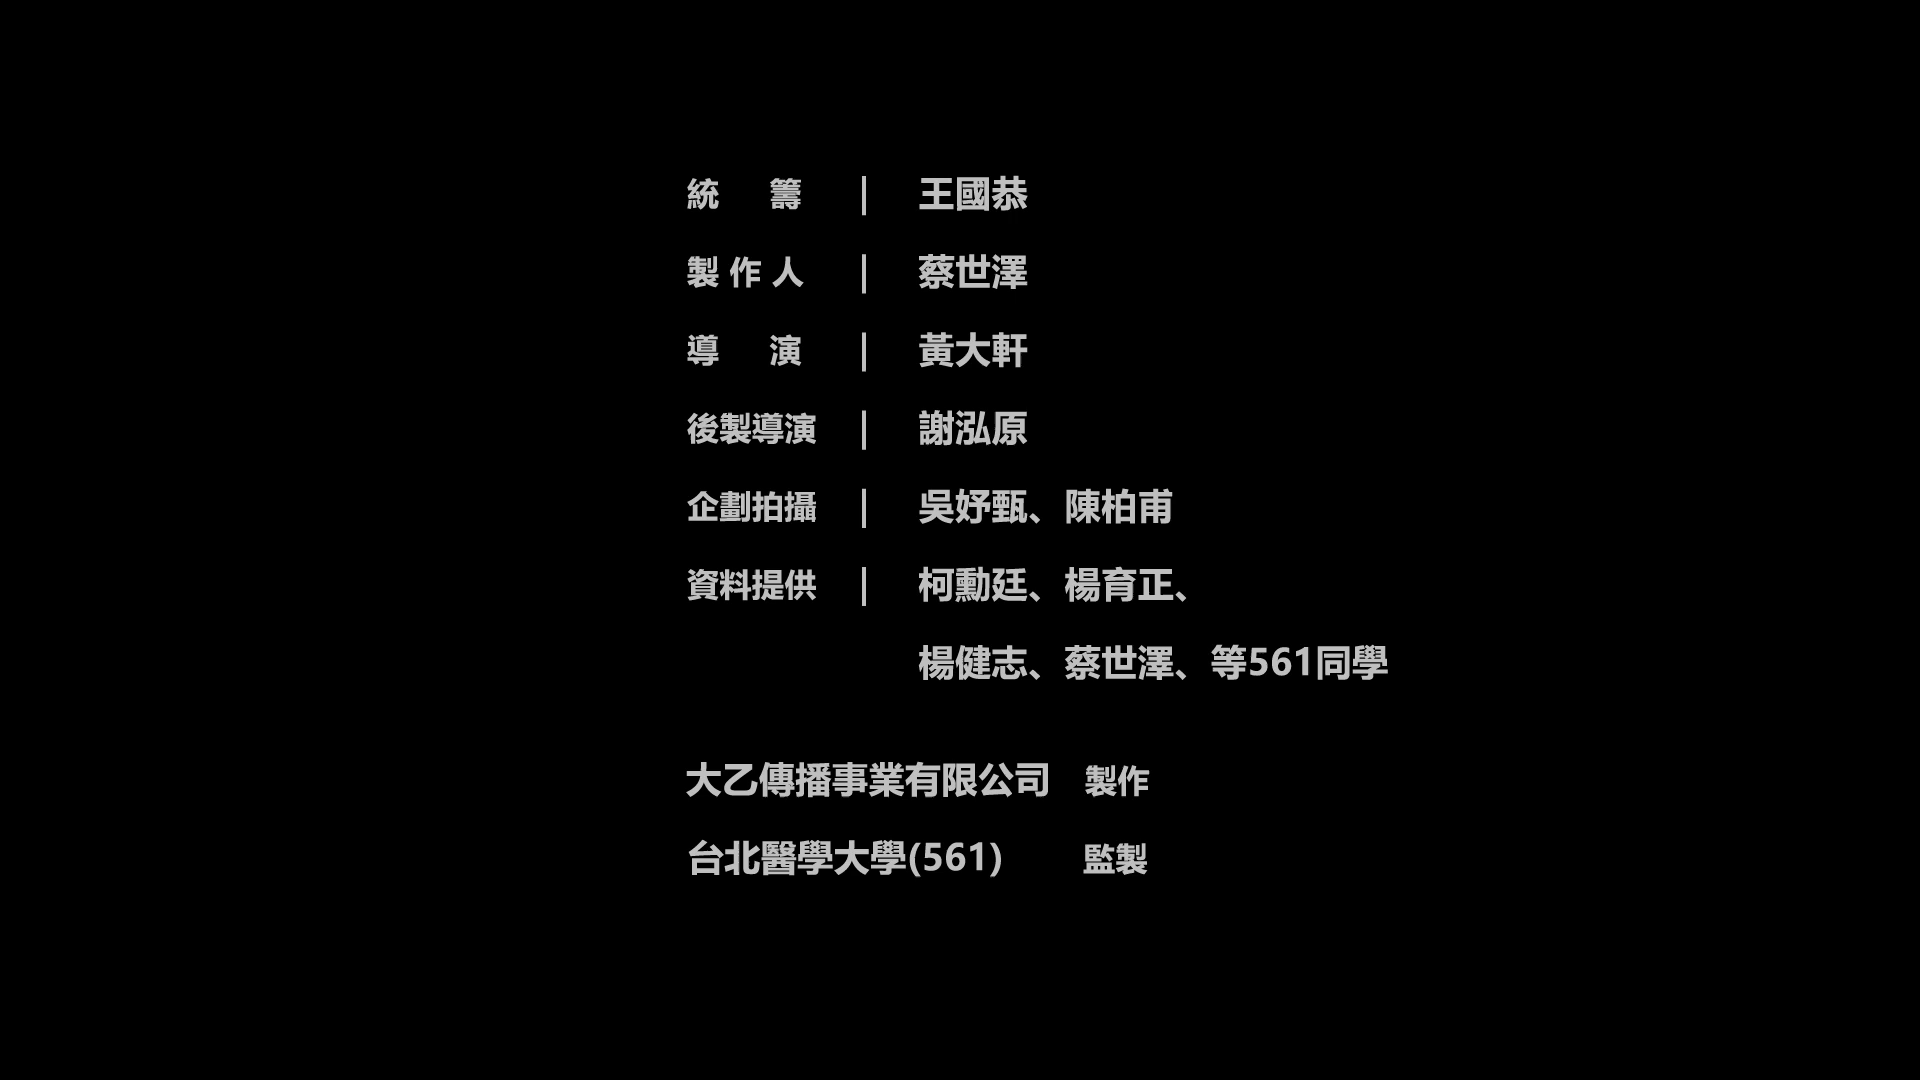 統 籌 | 王國恭
製 作 人 | 蔡世澤
導 演 | 黃大軒
後製導演 | 謝泓原
企劃拍攝 | 吳妤甄、陳柏甫
資料提供 | 柯勳廷、楊育正、
楊健志、蔡世澤、等561同學
大乙傳播事業有限公司 製作
台北醫學大學(561) 監製